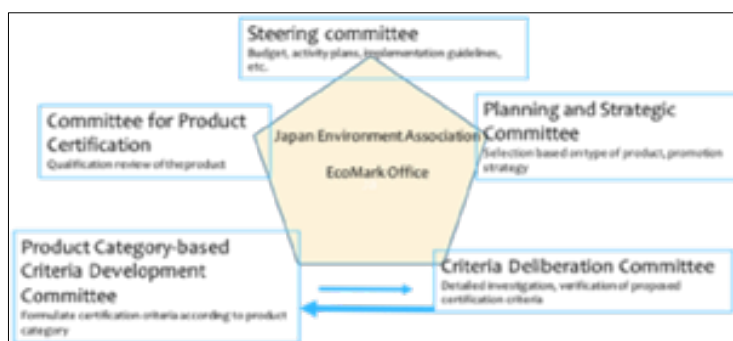 Steering committee
Budget, activity plans, implementation guidelines,
etc.
Committee for Product
Certification
Qualification review of theproduct
Japan Environment Association
EcoMark Office
Planning and Strategic
Committee
Selection based on type of product, promotion
strategy
Product Category-based
Criteria Development
Committee
Formulate certification criteria according to product
category
Criteria Deliberation Committee
Detailed investigation, verification of proposed
certification criteria